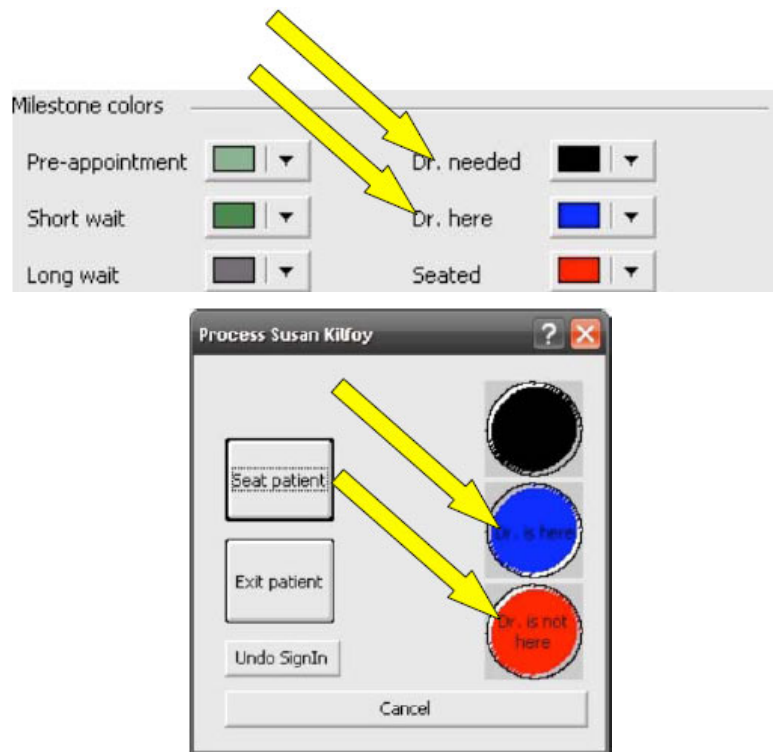 Milestone colors
Pre-appointment
Dr. needed
Short wait
Dr. here
Long wait
Seated
Process Susan Kilfoy
?
Seat patient
Dr. is here
Exit patient
Dr. is not
here
Undo SignIn
Cancel